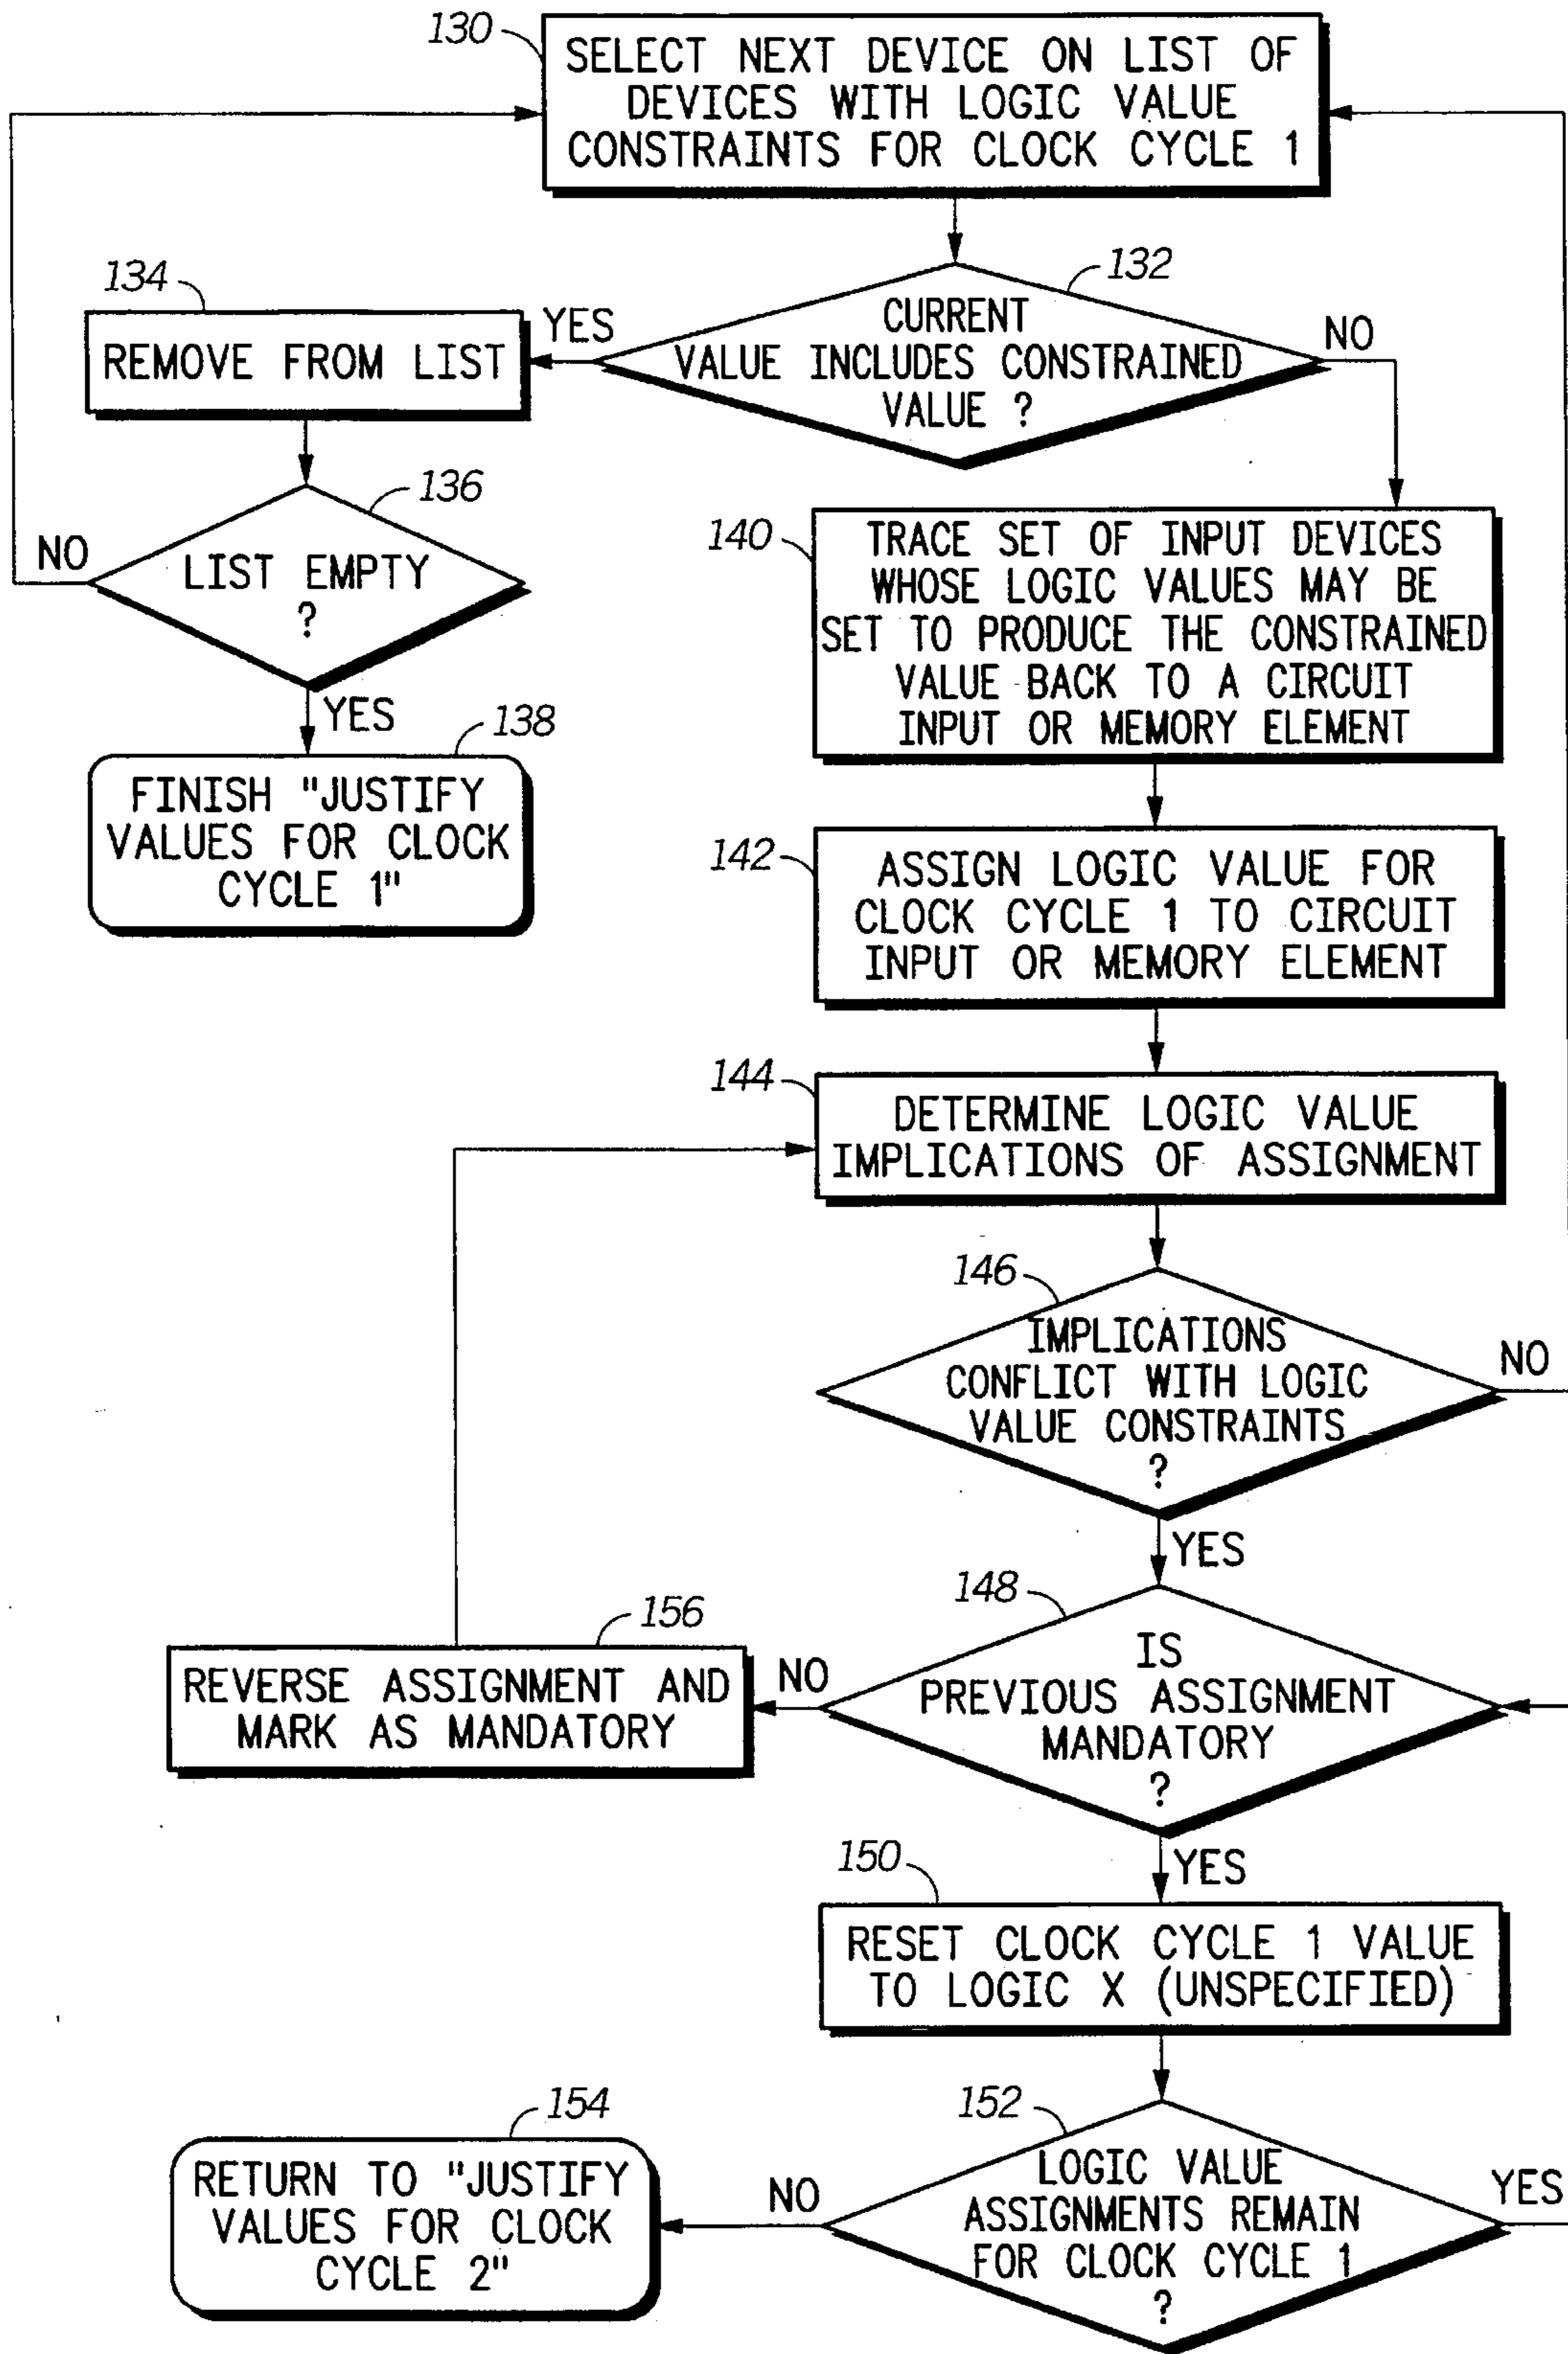 130
SELECT NEXT DEVICE ON LIST OF
DEVICES WITH LOGIC VALUE
CONSTRAINTS FOR CLOCK CYCLE 1
132
CURRENT
VALUE INCLUDES CONSTRAINED
VALUE ?
YES
NO
134
REMOVE FROM LIST
136
LIST EMPTY
?
NO
YES
138
FINISH "JUSTIFY
VALUES FOR CLOCK
CYCLE 1"
140
TRACE SET OF INPUT DEVICES
WHOSE LOGIC VALUES MAY BE
SET TO PRODUCE THE CONSTRAINED
VALUE BACK TO A CIRCUIT
INPUT OR MEMORY ELEMENT
142
ASSIGN LOGIC VALUE FOR
CLOCK CYCLE 1 TO CIRCUIT
INPUT OR MEMORY ELEMENT
144
DETERMINE LOGIC VALUE
IMPLICATIONS OF ASSIGNMENT
146
IMPLICATIONS
CONFLICT WITH LOGIC
VALUE CONSTRAINTS
?
NO
YES
148
IS
PREVIOUS ASSIGNMENT
MANDATORY
?
NO
YES
156
REVERSE ASSIGNMENT AND
MARK AS MANDATORY
150
RESET CLOCK CYCLE 1 VALUE
TO LOGIC X (UNSPECIFIED)
152
LOGIC VALUE
ASSIGNMENTS REMAIN
FOR CLOCK CYCLE 1
?
NO
YES
154
RETURN TO "JUSTIFY
VALUES FOR CLOCK
CYCLE 2"